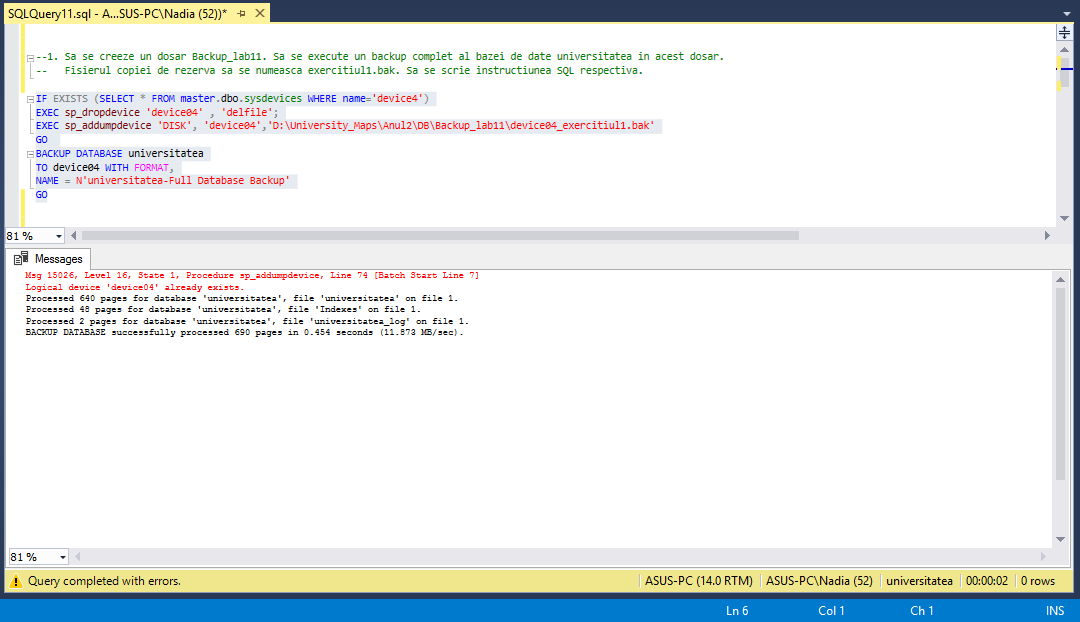 SQLQuery11.sql - A...SUS-PC\Nadia (52))*
--1. Sa se creeze un dosar Backup_lab11. Sa se execute un backup complet al bazei de date universitatea in acest dosar.
--   Fisierul copiei de rezerva sa se numeasca exercitiul1.bak. Sa se scrie instructiunea SQL respectiva.
IF EXISTS (SELECT * FROM master.dbo.sysdevices WHERE name='device4')
EXEC sp_dropdevice 'device04' , 'delfile';
EXEC sp_addumpdevice 'DISK', 'device04','D:\University_Maps\Anul2\DB\Backup_lab11\device04_exercitiul1.bak'
GO
BACKUP DATABASE universitatea
TO device04 WITH FORMAT,
NAME = N'universitatea-Full Database Backup'
GO
81 %
Messages
Msg 15026, Level 16, State 1, Procedure sp_addumpdevice, Line 74 [Batch Start Line 7]
Logical device 'device04' already exists.
Processed 640 pages for database 'universitatea', file 'universitatea' on file 1.
Processed 48 pages for database 'universitatea', file 'Indexes' on file 1.
Processed 2 pages for database 'universitatea', file 'universitatea_log' on file 1.
BACKUP DATABASE successfully processed 690 pages in 0.454 seconds (11.873 MB/sec).
81 %
Query completed with errors. ASUS-PC (14.0 RTM) ASUS-PC\Nadia (52) universitatea 00:00:02 0 rows
Ln 6 Col 1 Ch 1 INS